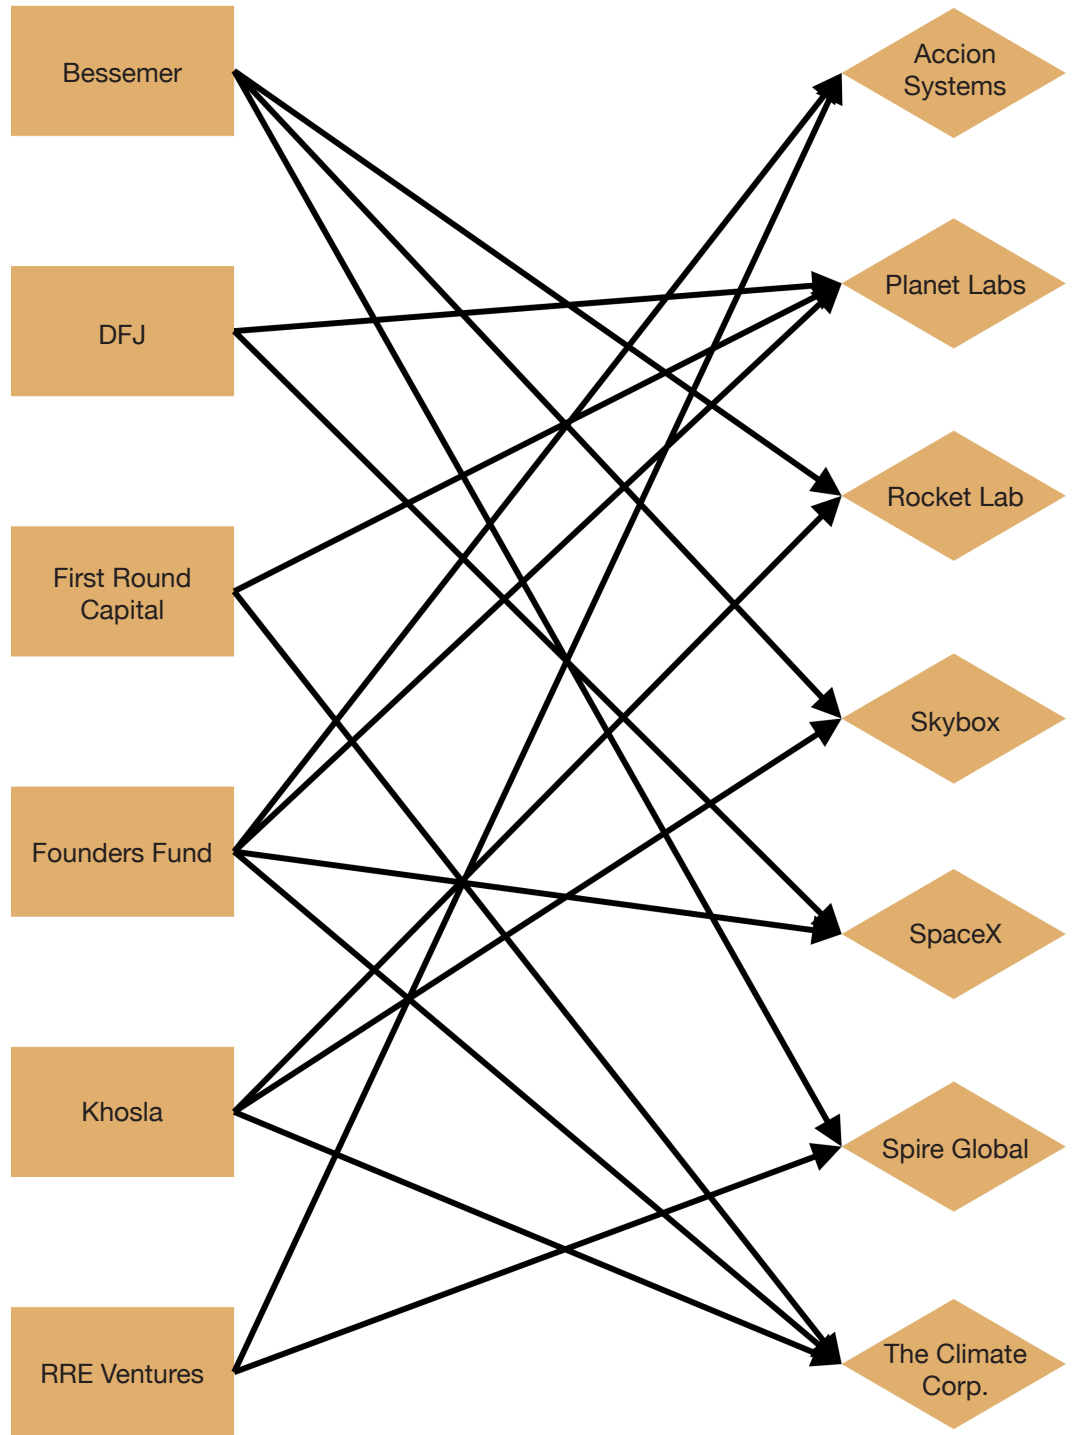 Bessemer
DFJ
First Round
Capital
Founders Fund
Khosla
RRE Ventures
Accion
Systems
Planet Labs
Rocket Lab
Skybox
SpaceX
Spire Global
The Climate
Corp.